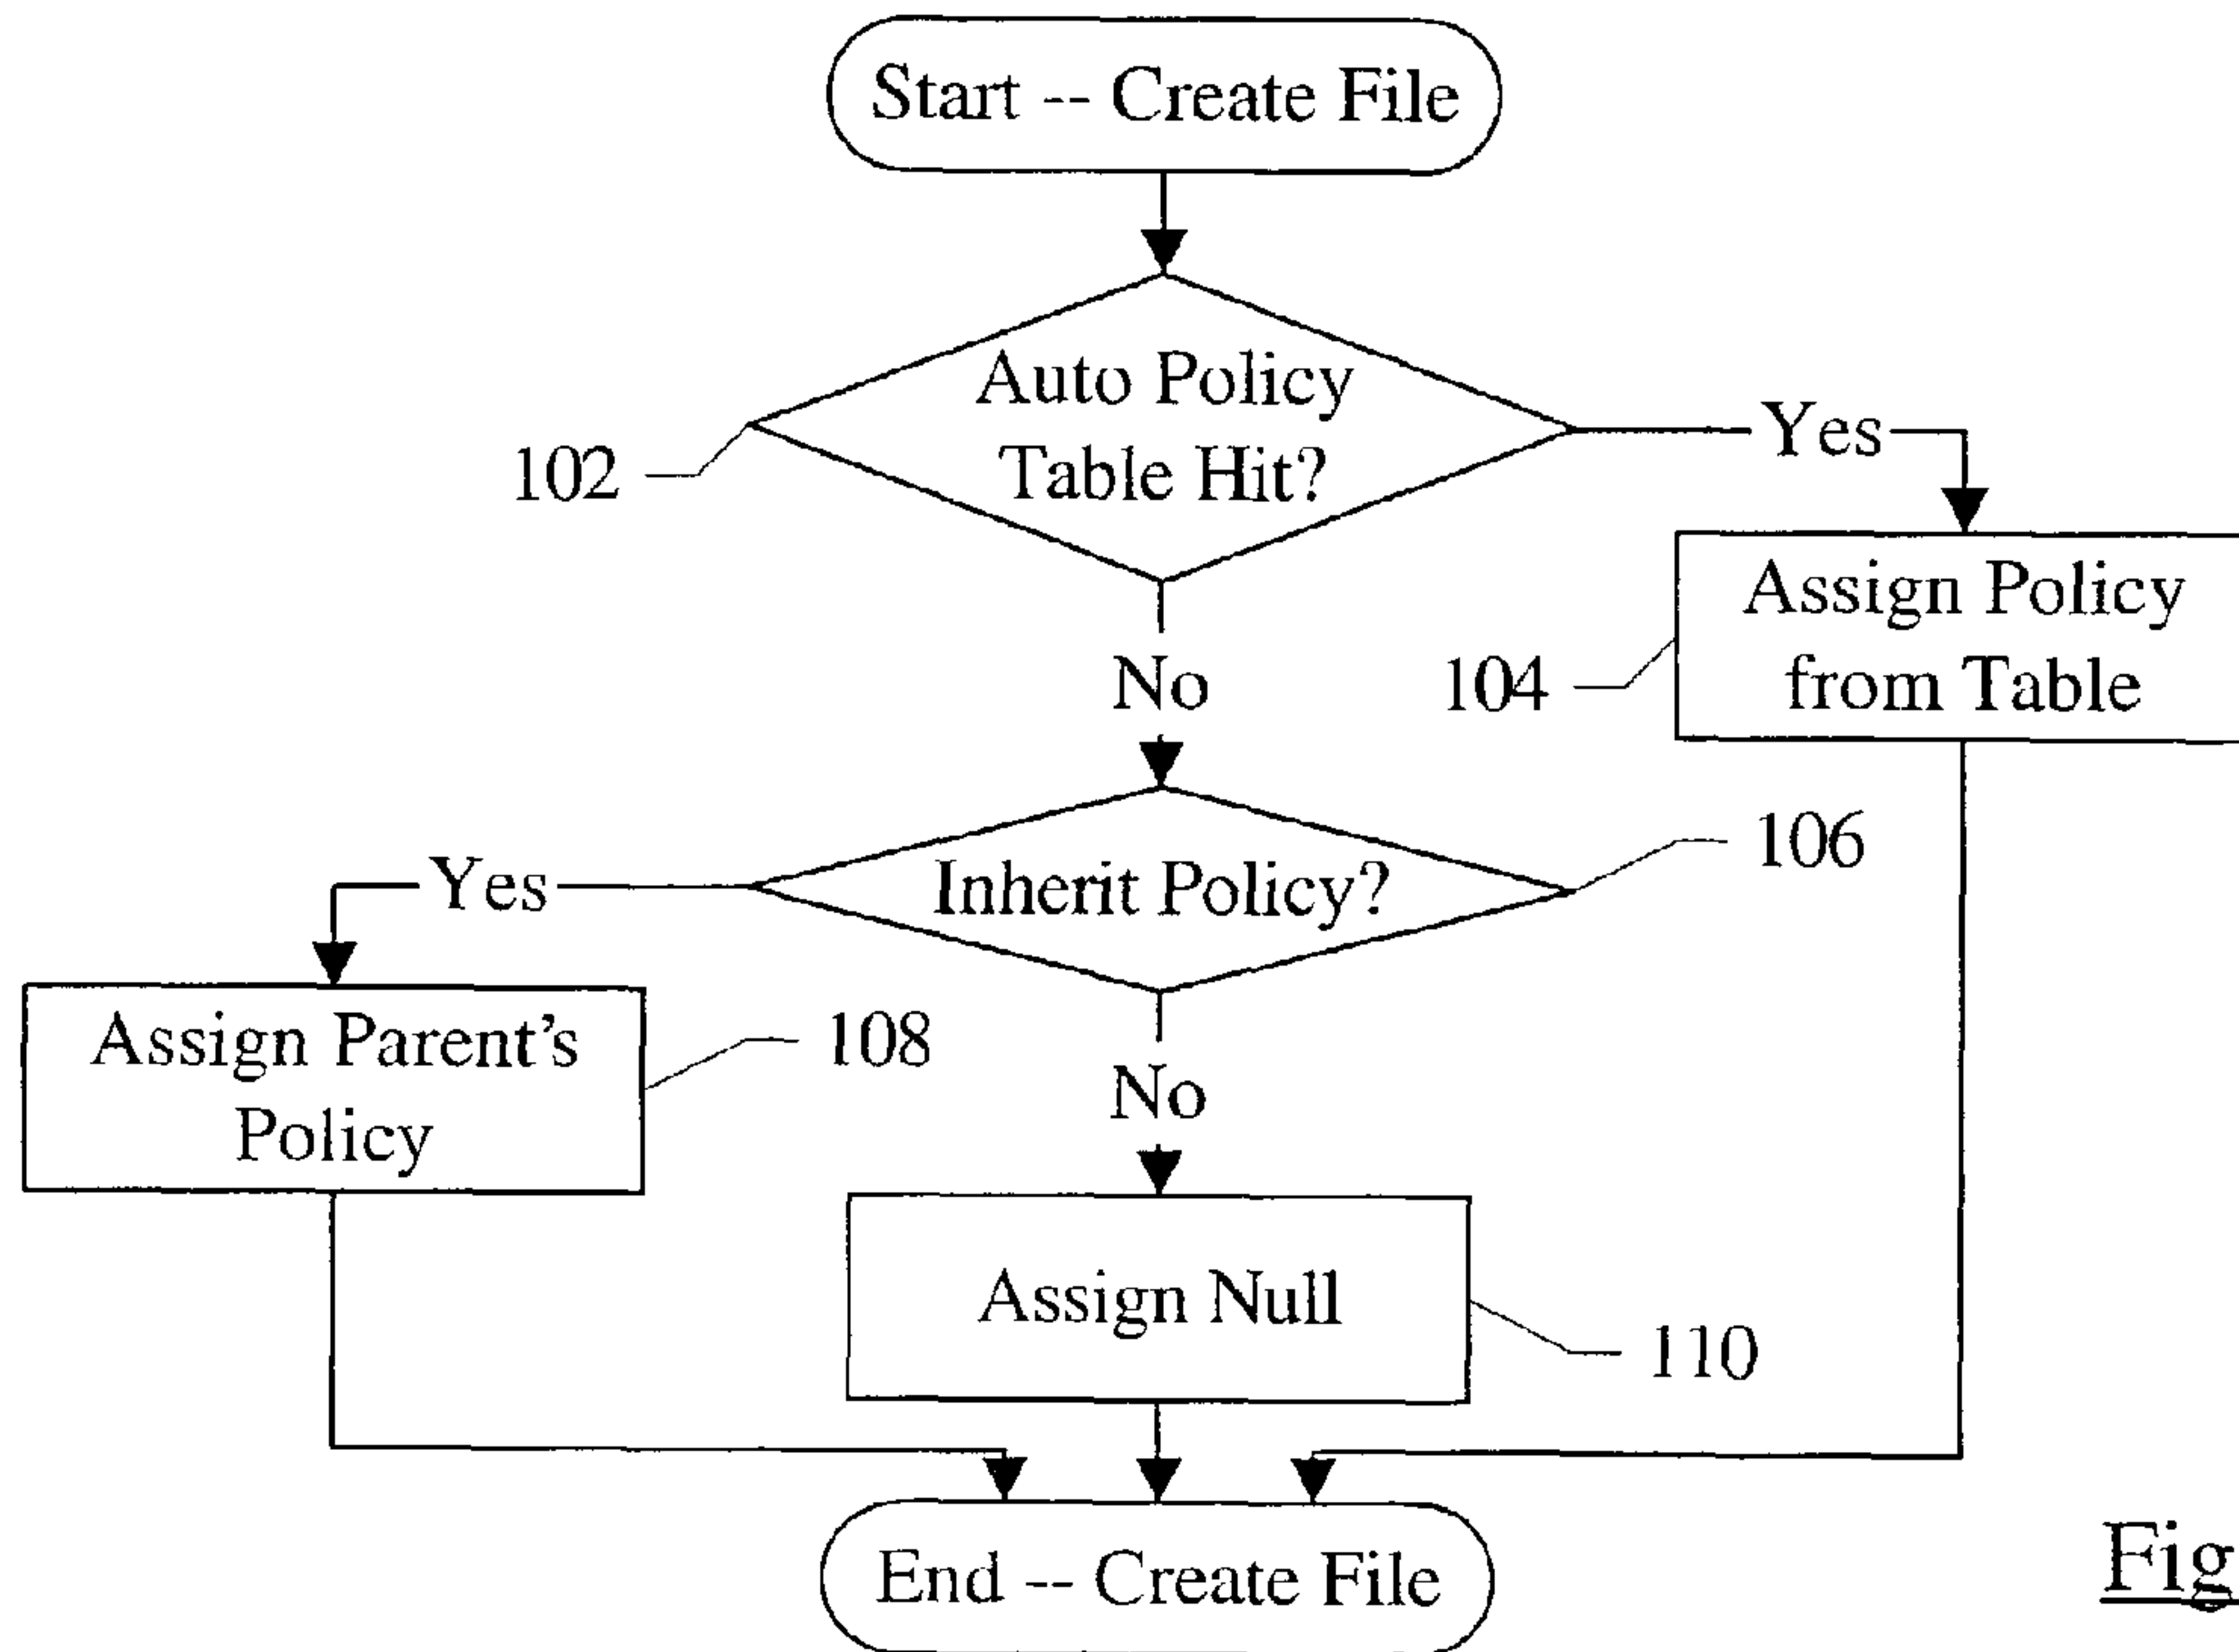 Start -- Create File
Auto Policy
Table Hit?
Yes
102
Assign Policy
from Table
No
104
106
Yes
Inherit Policy?
Assign Parent's
Policy
108
No
Assign Null
110
End -- Create File
Fig